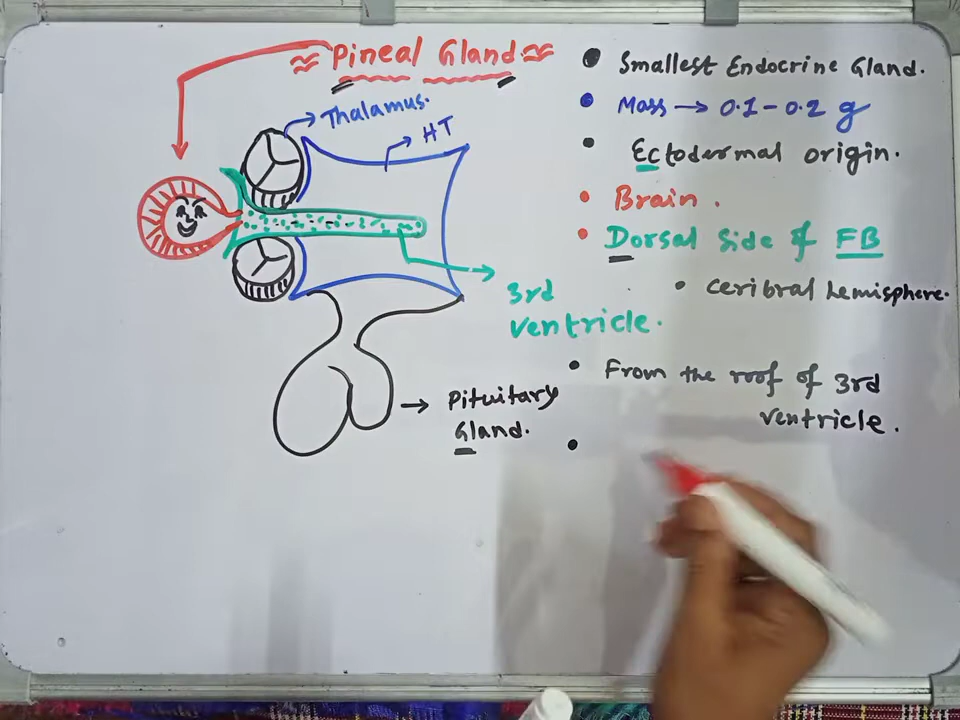 ≈ Pineal Gland ≈
Thalamus.
HT
3rd
ventricle.
Pituitary
Gland.
• Smallest Endocrine Gland.
• Mass → 0.1 - 0.2 g
• Ectodermal origin.
• Brain.
• Dorsal side of FB
• Ceribral hemisphere.
• From the roof of 3rd
ventricle.
•